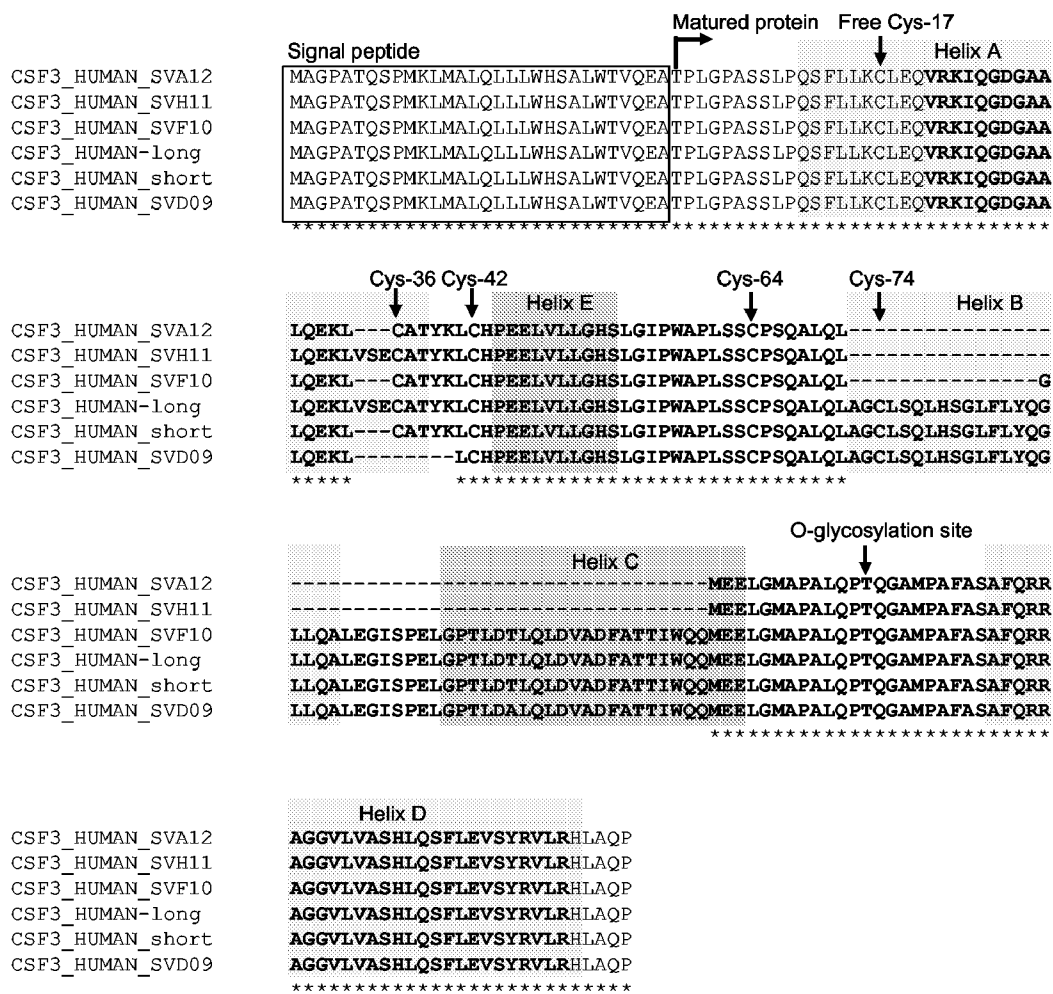 Matured protein Free Cys-17
Signal peptide Helix A
CSF3_HUMAN_SVA12 MAGPATQSPMKLMALQLLLWHSALWTVQEATPLGPASSLPQSFLLKCLEQVRKIQGDGAA
CSF3_HUMAN_SVH11 MAGPATQSPMKLMALQLLLWHSALWTVQEATPLGPASSLPQSFLLKCLEQVRKIQGDGAA
CSF3_HUMAN_SVF10 MAGPATQSPMKLMALQLLLWHSALWTVQEATPLGPASSLPQSFLLKCLEQVRKIQGDGAA
CSF3_HUMAN-long MAGPATQSPMKLMALQLLLWHSALWTVQEATPLGPASSLPQSFLLKCLEQVRKIQGDGAA
CSF3_HUMAN_short MAGPATQSPMKLMALQLLLWHSALWTVQEATPLGPASSLPQSFLLKCLEQVRKIQGDGAA
CSF3_HUMAN_SVD09 MAGPATQSPMKLMALQLLLWHSALWTVQEATPLGPASSLPQSFLLKCLEQVRKIQGDGAA
************************************************************
Cys-36 Cys-42 Cys-64 Cys-74
Helix E Helix B
CSF3_HUMAN_SVA12 LQEKL---CATYKLCHPEELVLLGHSLGIPWAPLSSCPSQALQL----------------
CSF3_HUMAN_SVH11 LQEKLVSECATYKLCHPEELVLLGHSLGIPWAPLSSCPSQALQL----------------
CSF3_HUMAN_SVF10 LQEKL---CATYKLCHPEELVLLGHSLGIPWAPLSSCPSQALQL---------------G
CSF3_HUMAN-long LQEKLVSECATYKLCHPEELVLLGHSLGIPWAPLSSCPSQALQLAGCLSQLHSGLFLYQG
CSF3_HUMAN_short LQEKL---CATYKLCHPEELVLLGHSLGIPWAPLSSCPSQALQLAGCLSQLHSGLFLYQG
CSF3_HUMAN_SVD09 LQEKL--------LCHPEELVLLGHSLGIPWAPLSSCPSQALQLAGCLSQLHSGLFLYQG
*****        *******************************
O-glycosylation site
Helix C
CSF3_HUMAN_SVA12 ---------------------------------MEELGMAPALQPTQGAMPAFASAFQRR
CSF3_HUMAN_SVH11 ---------------------------------MEELGMAPALQPTQGAMPAFASAFQRR
CSF3_HUMAN_SVF10 LLQALEGISPELGPTLDTLQLDVADFATTIWQQMEELGMAPALQPTQGAMPAFASAFQRR
CSF3_HUMAN-long LLQALEGISPELGPTLDTLQLDVADFATTIWQQMEELGMAPALQPTQGAMPAFASAFQRR
CSF3_HUMAN_short LLQALEGISPELGPTLDTLQLDVADFATTIWQQMEELGMAPALQPTQGAMPAFASAFQRR
CSF3_HUMAN_SVD09 LLQALEGISPELGPTLDALQLDVADFATTIWQQMEELGMAPALQPTQGAMPAFASAFQRR
***************************
Helix D
CSF3_HUMAN_SVA12 AGGVLVASHLQSFLEVSYRVLRHLAQP
CSF3_HUMAN_SVH11 AGGVLVASHLQSFLEVSYRVLRHLAQP
CSF3_HUMAN_SVF10 AGGVLVASHLQSFLEVSYRVLRHLAQP
CSF3_HUMAN-long AGGVLVASHLQSFLEVSYRVLRHLAQP
CSF3_HUMAN_short AGGVLVASHLQSFLEVSYRVLRHLAQP
CSF3_HUMAN_SVD09 AGGVLVASHLQSFLEVSYRVLRHLAQP
***************************